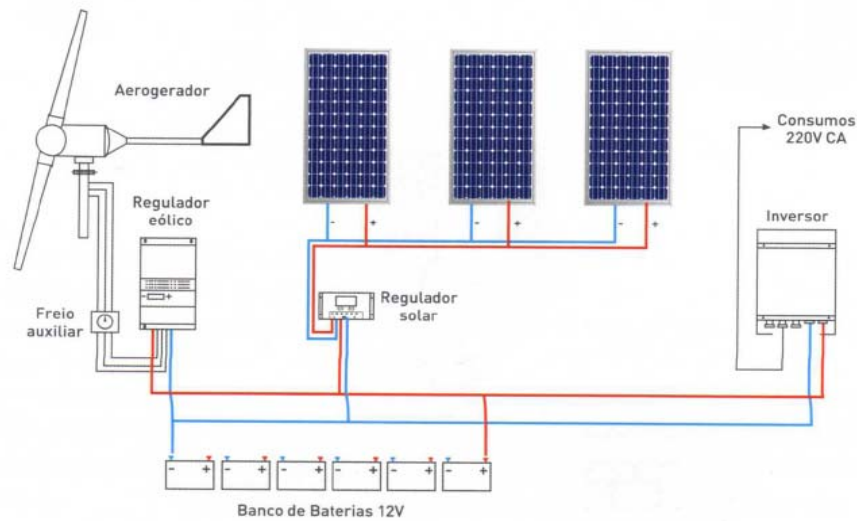 Aerogerador
Regulador
eólico
Freio
auxiliar
- +
- +
- +
- +
Regulador
solar
Consumos
220V CA
Inversor
- + - + - + - + - + - +
Banco de Baterias 12V